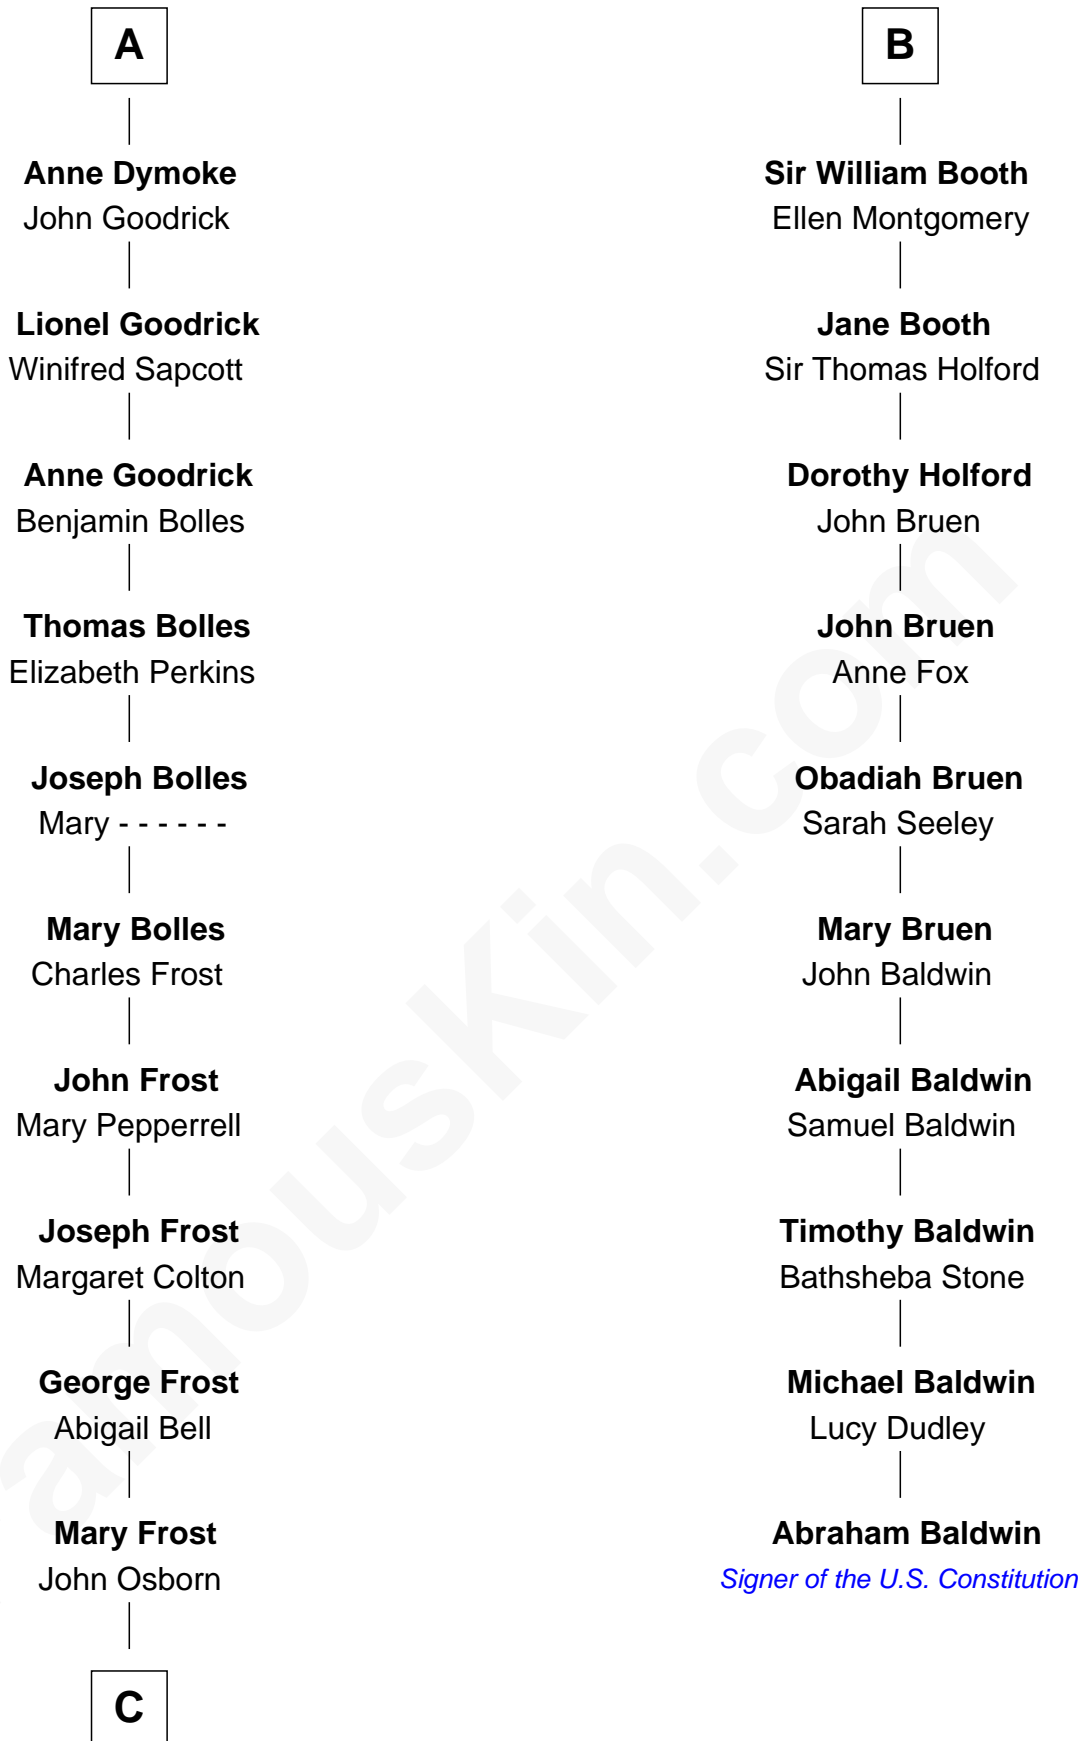 A
Anne Dymoke
John Goodrick
Lionel Goodrick
Winifred Sapcott
Anne Goodrick
Benjamin Bolles
Thomas Bolles
Elizabeth Perkins
Joseph Bolles
Mary - - - - - -
Mary Bolles
Charles Frost
John Frost
Mary Pepperrell
Joseph Frost
Margaret Colton
George Frost
Abigail Bell
Mary Frost
John Osborn
C
B
Sir William Booth
Ellen Montgomery
Jane Booth
Sir Thomas Holford
Dorothy Holford
John Bruen
John Bruen
Anne Fox
Obadiah Bruen
Sarah Seeley
Mary Bruen
John Baldwin
Abigail Baldwin
Samuel Baldwin
Timothy Baldwin
Bathsheba Stone
Michael Baldwin
Lucy Dudley
Abraham Baldwin
Signer of the U.S. Constitution
amousKin.com